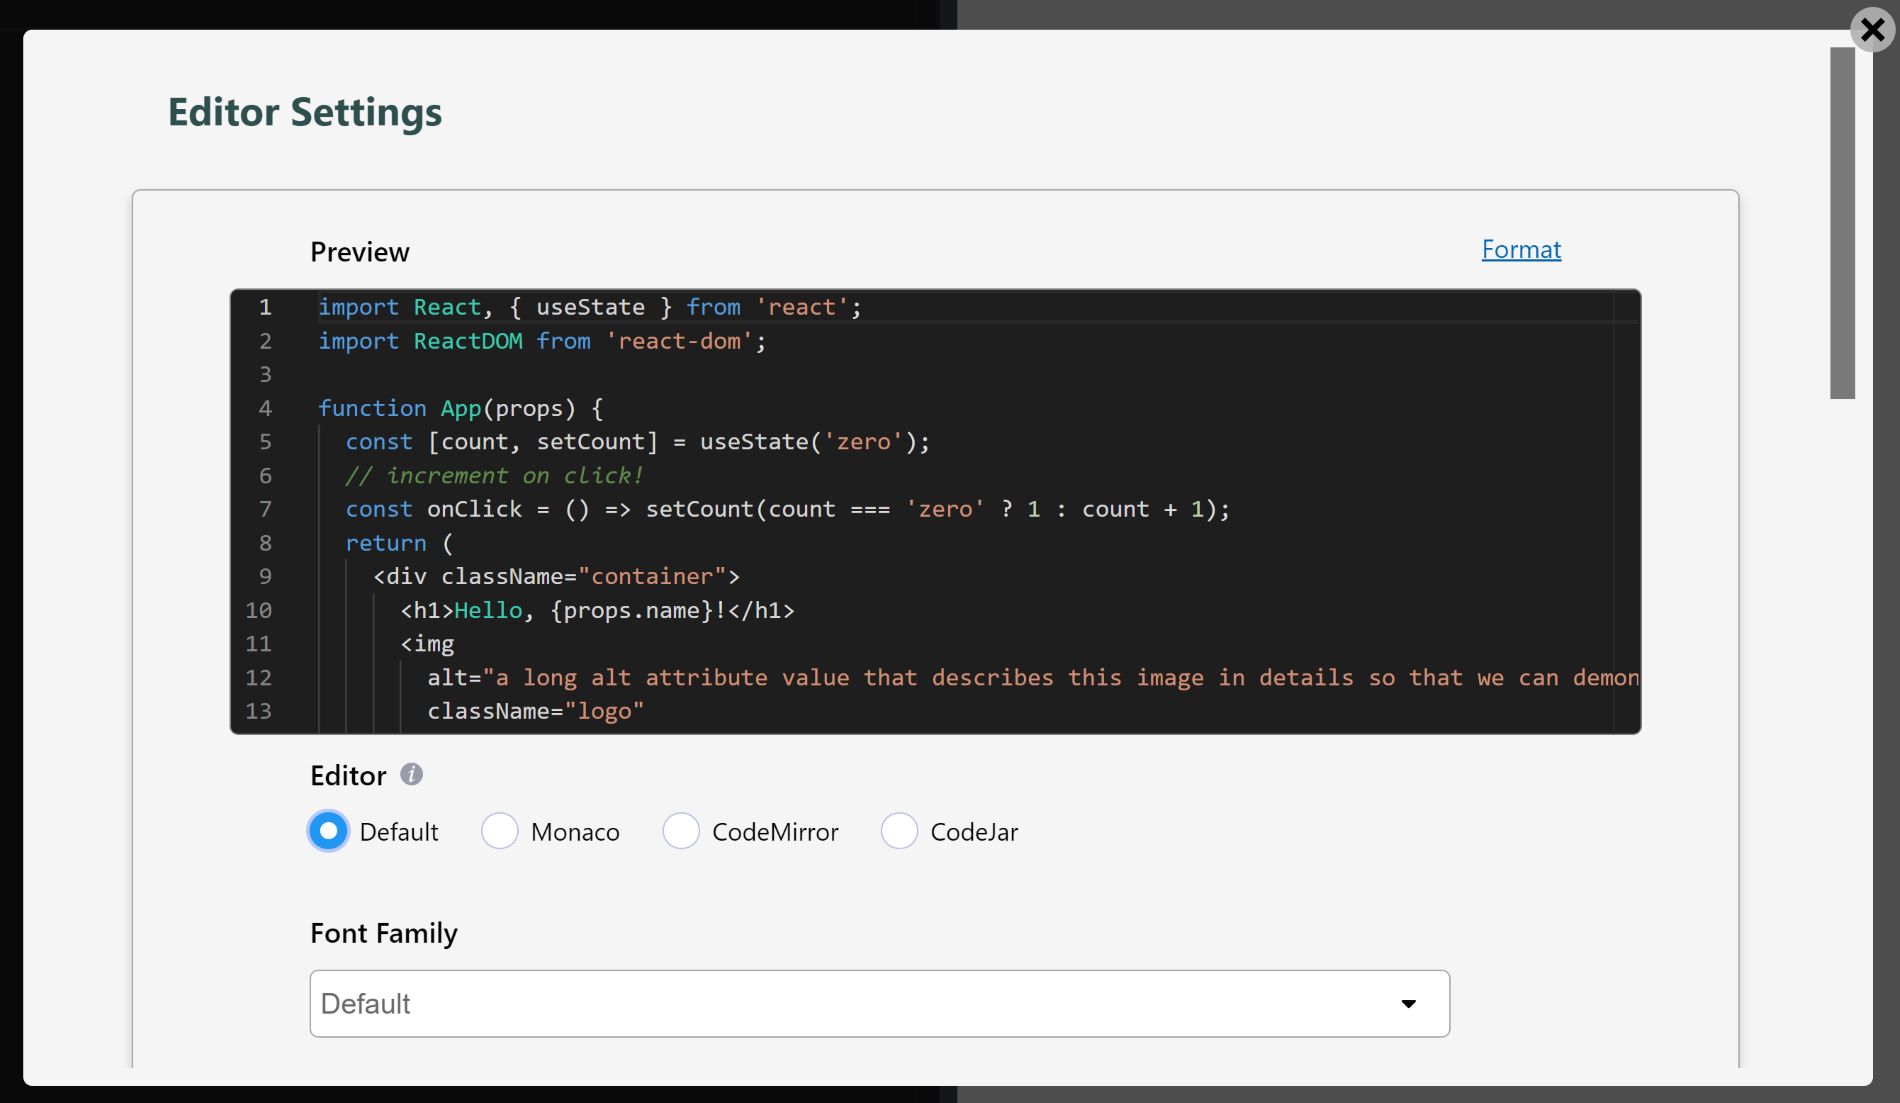 Editor Settings
Preview
Format
1 import React, { useState } from 'react';
2 import ReactDOM from 'react-dom';
3
4 function App(props) {
5   const [count, setCount] = useState('zero');
6   // increment on click!
7   const onClick = () => setCount(count === 'zero' ? 1 : count + 1);
8   return (
9     <div className="container">
10       <h1>Hello, {props.name}!</h1>
11       <img
12         alt="a long alt attribute value that describes this image in details so that we can demon
13         className="logo"
Editor i
Default Monaco CodeMirror CodeJar
Font Family
Default